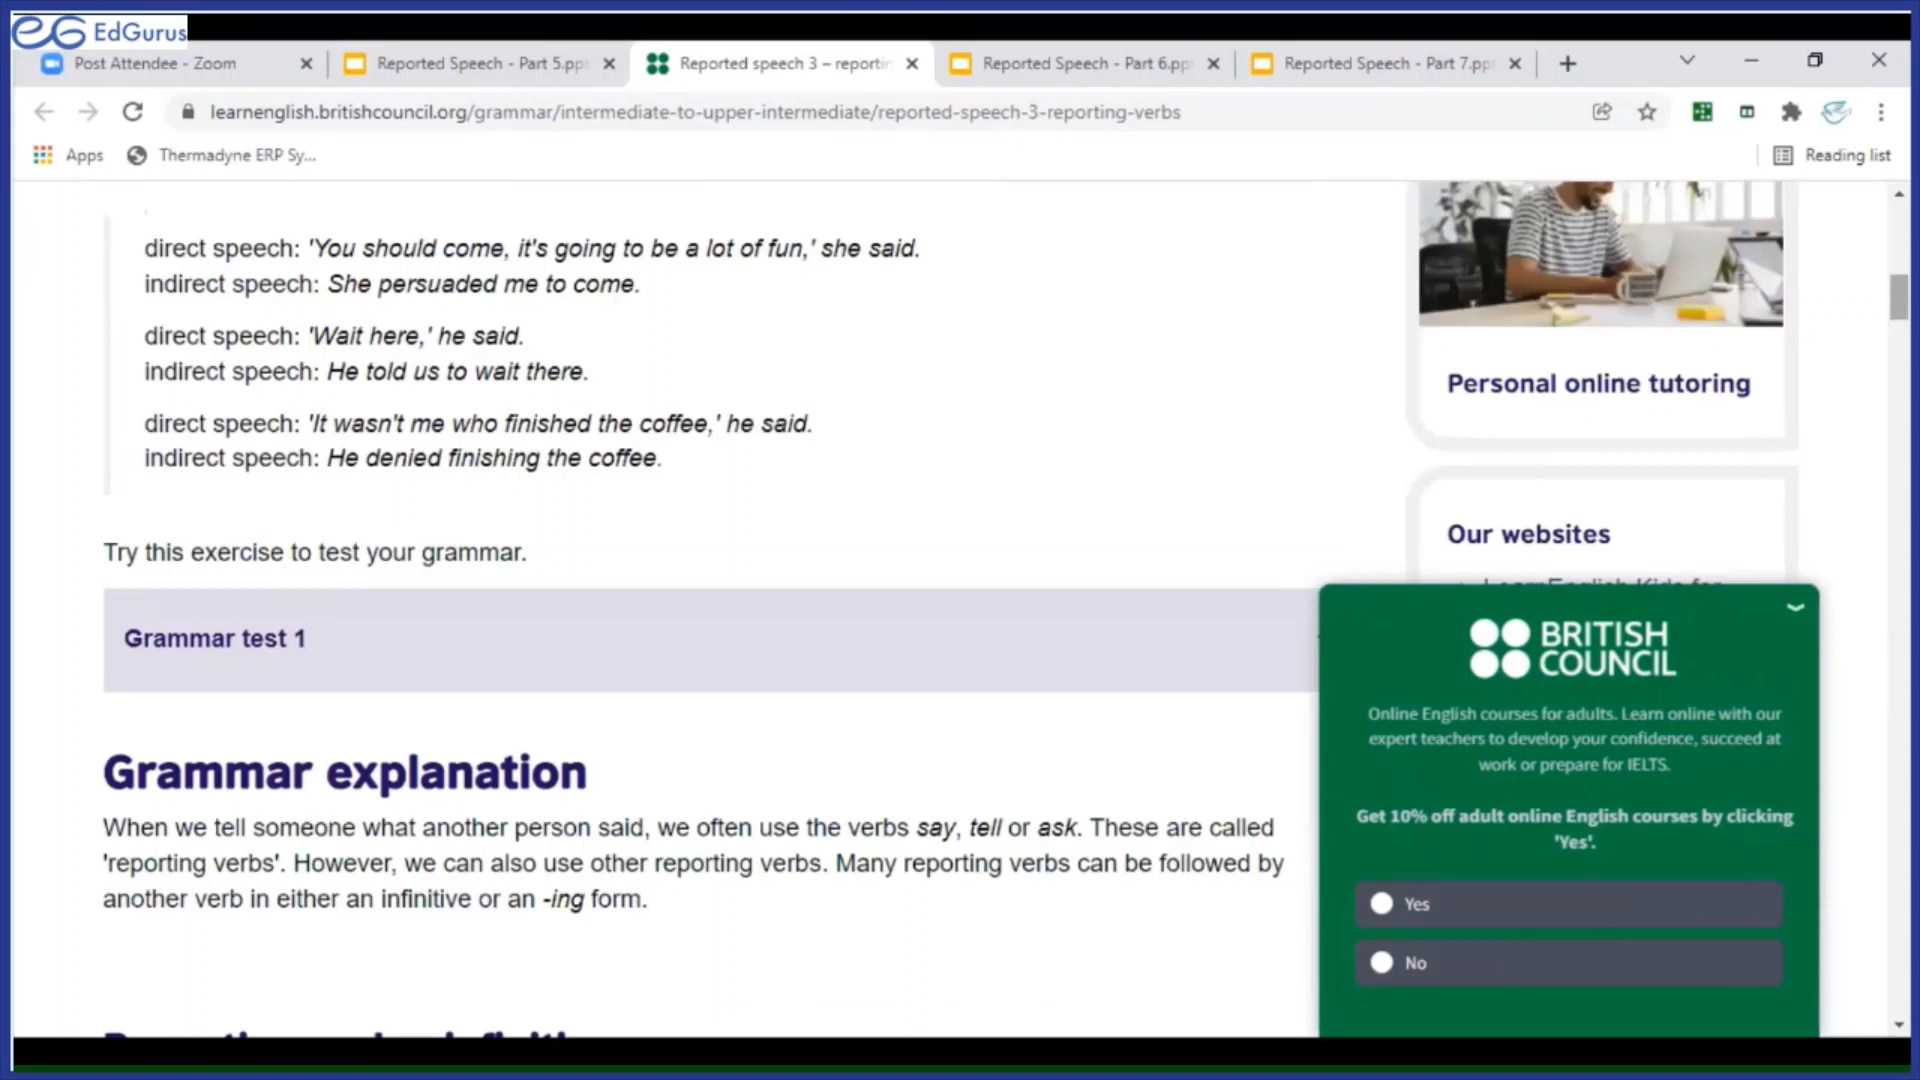 EdGurus
Post Attendee - Zoom
Reported Speech - Part 5.pp
Reported speech 3 – reportin
Reported Speech - Part 6.pp
Reported Speech - Part 7.pp
learnenglish.britishcouncil.org/grammar/intermediate-to-upper-intermediate/reported-speech-3-reporting-verbs
Apps
Thermadyne ERP Sy...
Reading list
direct speech: 'You should come, it's going to be a lot of fun,' she said.
indirect speech: She persuaded me to come.
direct speech: 'Wait here,' he said.
indirect speech: He told us to wait there.
direct speech: 'It wasn't me who finished the coffee,' he said.
indirect speech: He denied finishing the coffee.
Try this exercise to test your grammar.
Grammar test 1
Grammar explanation
When we tell someone what another person said, we often use the verbs say, tell or ask. These are called
'reporting verbs'. However, we can also use other reporting verbs. Many reporting verbs can be followed by
another verb in either an infinitive or an -ing form.
Personal online tutoring
Our websites
LearnEnglish Kids for
BRITISH
COUNCIL
Online English courses for adults. Learn online with our
expert teachers to develop your confidence, succeed at
work or prepare for IELTS.
Get 10% off adult online English courses by clicking
'Yes'.
Yes
No